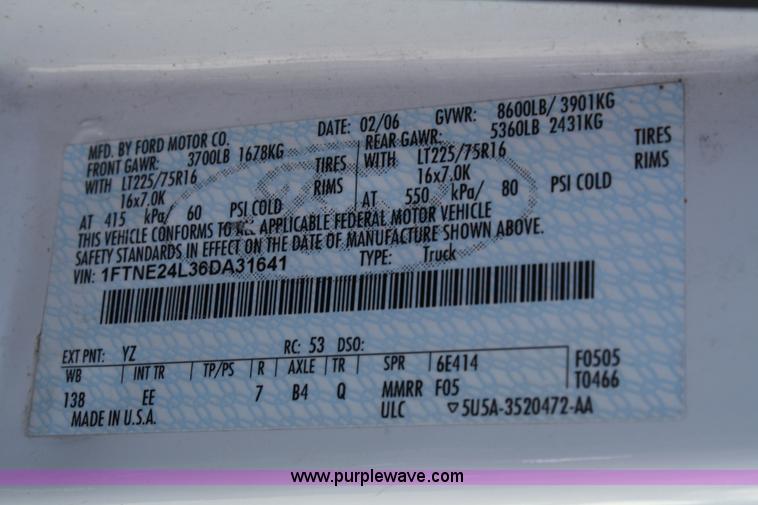 MFD. BY FORD MOTOR CO. DATE: 02/06 GVWR: 8600LB/ 3901KG
FRONT GAWR: 3700LB 1678KG REAR GAWR: 5360LB 2431KG
WITH LT225/75R16 TIRES WITH LT225/75R16 TIRES
16x7.0K RIMS 16x7.0K RIMS
AT 415 kPa/ 60 PSI COLD AT 550 kPa/ 80 PSI COLD
THIS VEHICLE CONFORMS TO ALL APPLICABLE FEDERAL MOTOR VEHICLE
SAFETY STANDARDS IN EFFECT ON THE DATE OF MANUFACTURE SHOWN ABOVE.
VIN: 1FTNE24L36DA31641 TYPE: Truck
EXT PNT: YZ RC: 53 DSO:
WB INT TR TP/PS R AXLE TR SPR 6E414 F0505
138 EE 7 B4 Q MMRR F05 T0466
MADE IN U.S.A. ULC ▽5U5A-3520472-AA
www.purplewave.com